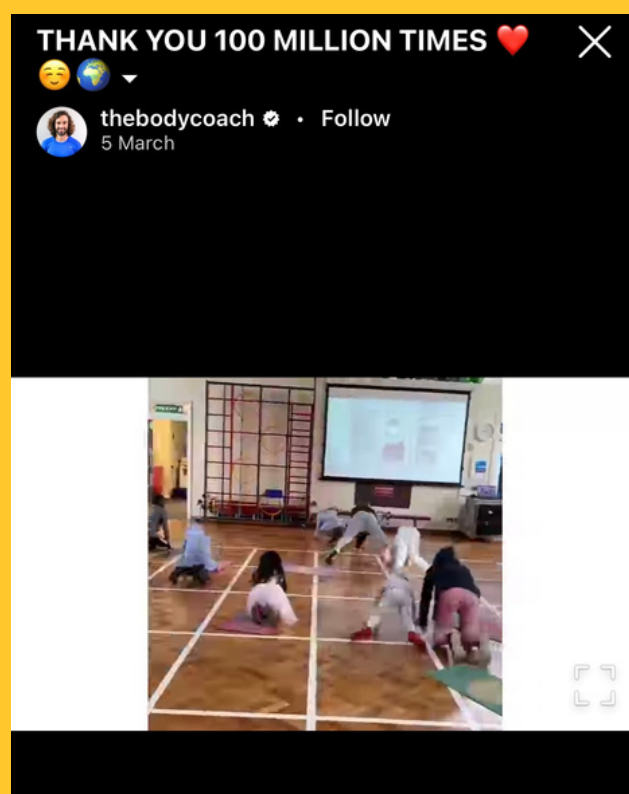 THANK YOU 100 MILLION TIMES ❤️
☺️🌍
thebodycoach • Follow
5 March